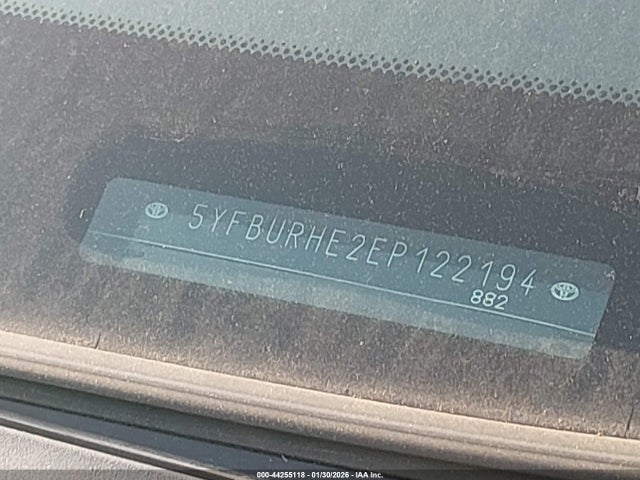 5YFBURHE2EP122194
882
000-44255118 - 01/30/2026 - IAA Inc.